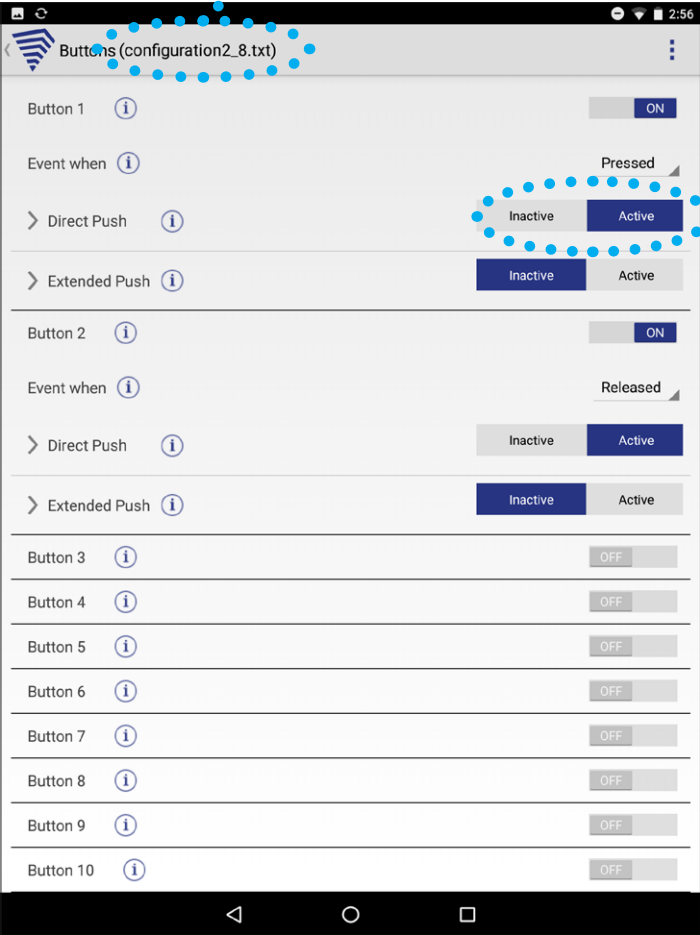 2:56
Buttons (configuration2_8.txt)
Button 1 i ON
Event when i Pressed
Direct Push i Inactive Active
Extended Push i Inactive Active
Button 2 i ON
Event when i Released
Direct Push i Inactive Active
Extended Push i Inactive Active
Button 3 i OFF
Button 4 i OFF
Button 5 i OFF
Button 6 i OFF
Button 7 i OFF
Button 8 i OFF
Button 9 i OFF
Button 10 i OFF